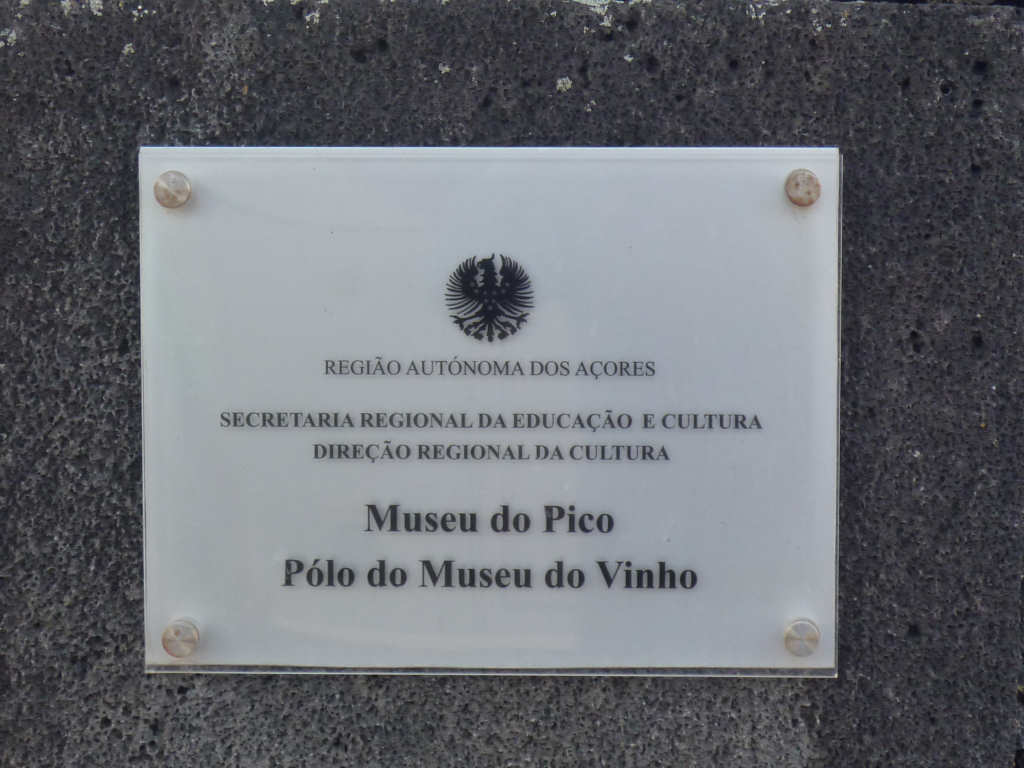 REGIÃO AUTÓNOMA DOS AÇORES
SECRETARIA REGIONAL DA EDUCAÇÃO E CULTURA
DIREÇÃO REGIONAL DA CULTURA
Museu do Pico
Pólo do Museu do Vinho